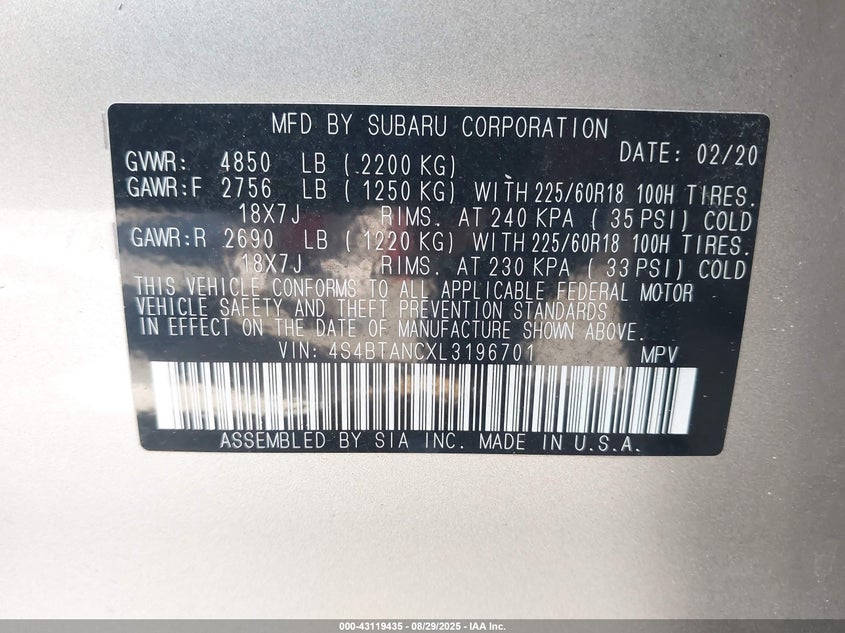 MFD BY SUBARU CORPORATION
DATE: 02/20
GVWR: 4850 LB ( 2200 KG)
GAWR:F 2756 LB ( 1250 KG) WITH 225/60R18 100H TIRES.
18X7J RIMS. AT 240 KPA ( 35 PSI) COLD
GAWR:R 2690 LB ( 1220 KG) WITH 225/60R18 100H TIRES.
18X7J RIMS. AT 230 KPA ( 33 PSI) COLD
THIS VEHICLE CONFORMS TO ALL APPLICABLE FEDERAL MOTOR
VEHICLE SAFETY AND THEFT PREVENTION STANDARDS
IN EFFECT ON THE DATE OF MANUFACTURE SHOWN ABOVE.
VIN: 4S4BTANCXL3196701 MPV
ASSEMBLED BY SIA INC. MADE IN U.S.A.
000-43119435 - 08/29/2025 - IAA Inc.